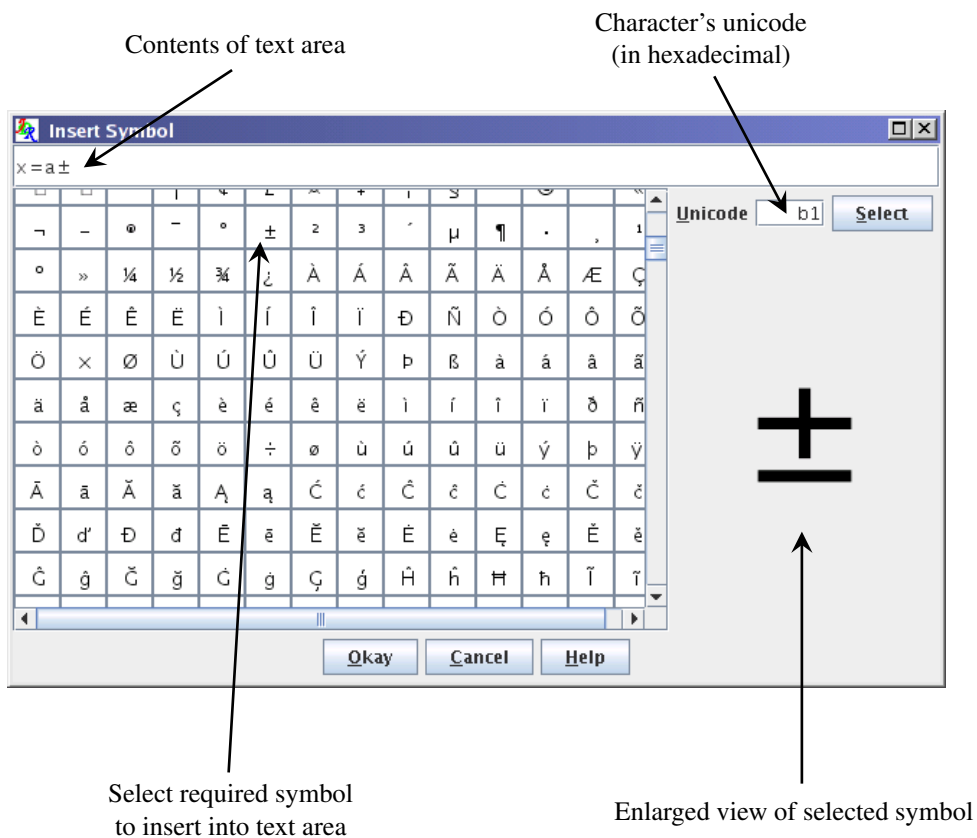 Contents of text area
Character’s unicode
(in hexadecimal)
Insert Symbol
x=a±
Unicode b1 Select
¬ - ® ¯ ° ± ² ³ ´ µ ¶ · ¸ ¹
º » ¼ ½ ¾ ¿ À Á Â Ã Ä Å Æ Ç
È É Ê Ë Ì Í Î Ï Ð Ñ Ò Ó Ô Õ
Ö × Ø Ù Ú Û Ü Ý Þ ß à á â ã
ä å æ ç è é ê ë ì í î ï ð ñ
ò ó ô õ ö ÷ ø ù ú û ü ý þ ÿ
Ā ā Ă ă Ą ą Ć ć Ĉ ĉ Ċ ċ Č č
Ď ď Đ đ Ē ē Ĕ ĕ Ė ė Ę ę Ě ě
Ĝ ĝ Ğ ğ Ġ ġ Ģ ģ Ĥ ĥ Ħ ħ Ĩ ĩ
±
Okay Cancel Help
Select required symbol
to insert into text area
Enlarged view of selected symbol